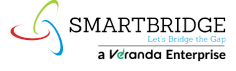 SMARTBRIDGE
Let's Bridge the Gap
a Veranda Enterprise